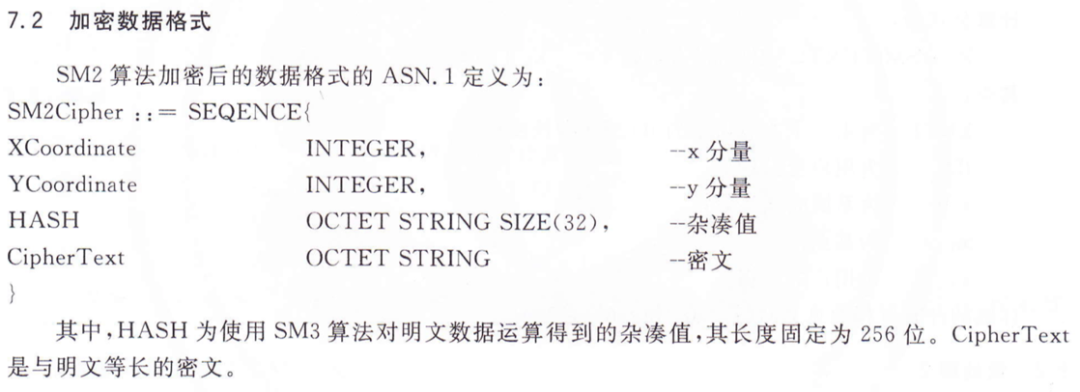 7.2 加密数据格式
SM2 算法加密后的数据格式的 ASN.1 定义为:
SM2Cipher ::= SEQENCE{
XCoordinate INTEGER, --x 分量
YCoordinate INTEGER, --y 分量
HASH OCTET STRING SIZE(32), --杂凑值
CipherText OCTET STRING --密文
}
其中,HASH 为使用 SM3 算法对明文数据运算得到的杂凑值,其长度固定为 256 位。CipherText
是与明文等长的密文。